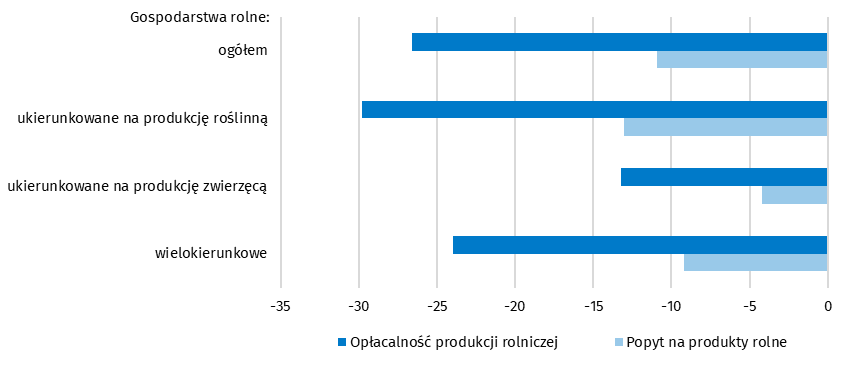 Gospodarstwa rolne:
ogółem
ukierunkowane na produkcję roślinną
ukierunkowane na produkcję zwierzęcą
wielokierunkowe
-35 -30 -25 -20 -15 -10 -5 0
Opłacalność produkcji rolniczej Popyt na produkty rolne